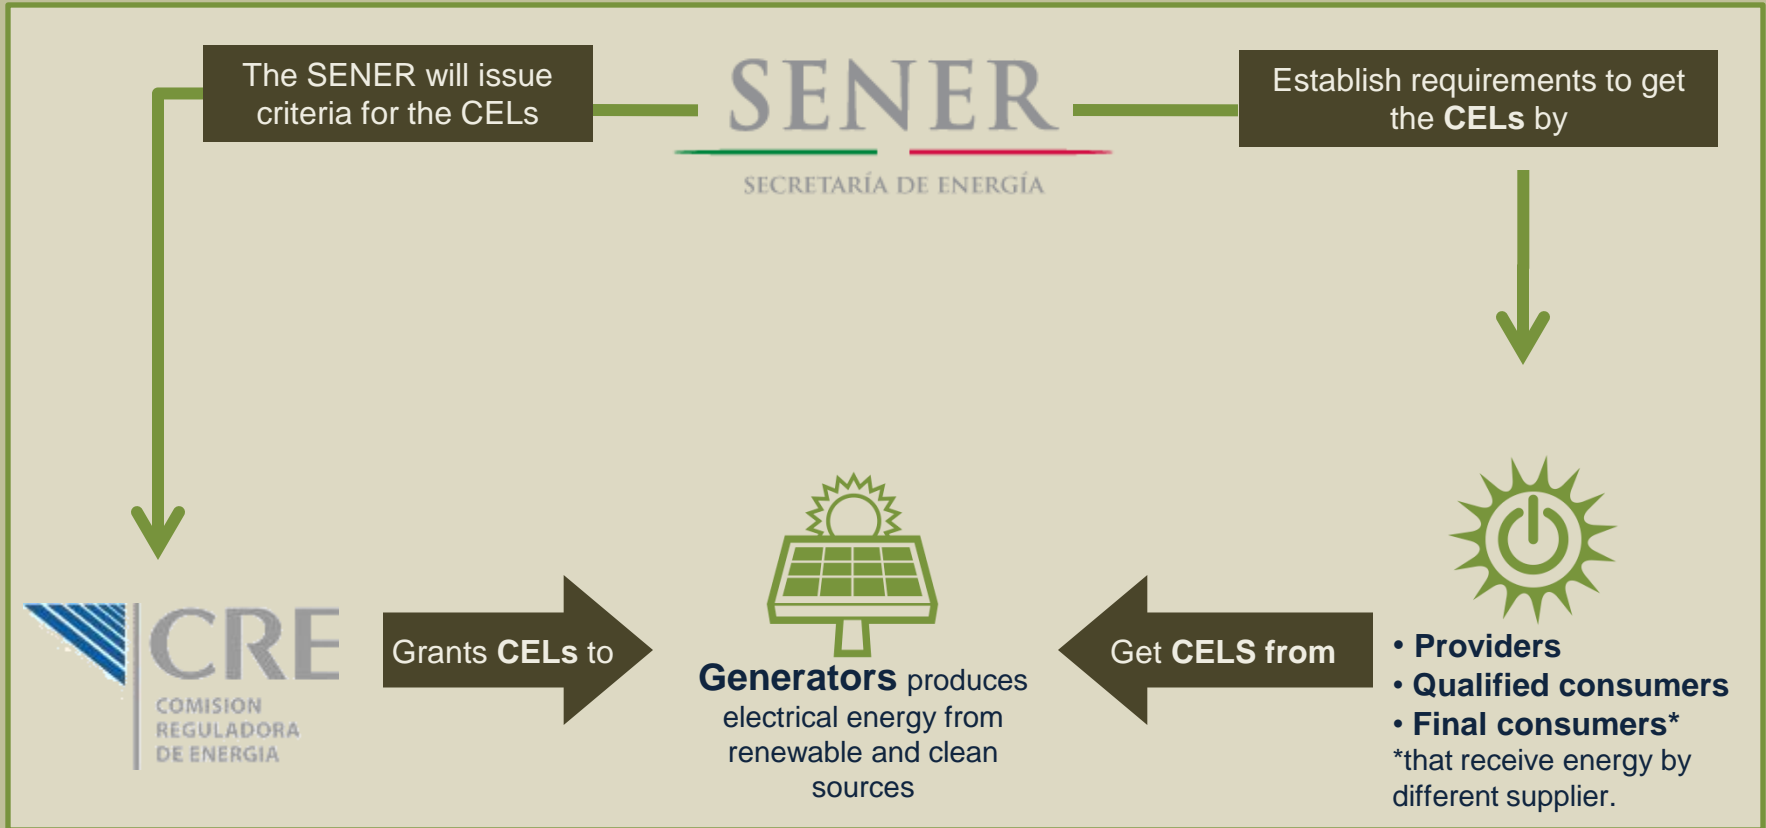 The SENER will issue
criteria for the CELs
SENER
SECRETARÍA DE ENERGÍA
Establish requirements to get
the CELs by
CRE
COMISION
REGULADORA
DE ENERGIA
Grants CELs to
Generators produces
electrical energy from
renewable and clean
sources
Get CELS from
• Providers
• Qualified consumers
• Final consumers*
*that receive energy by
different supplier.